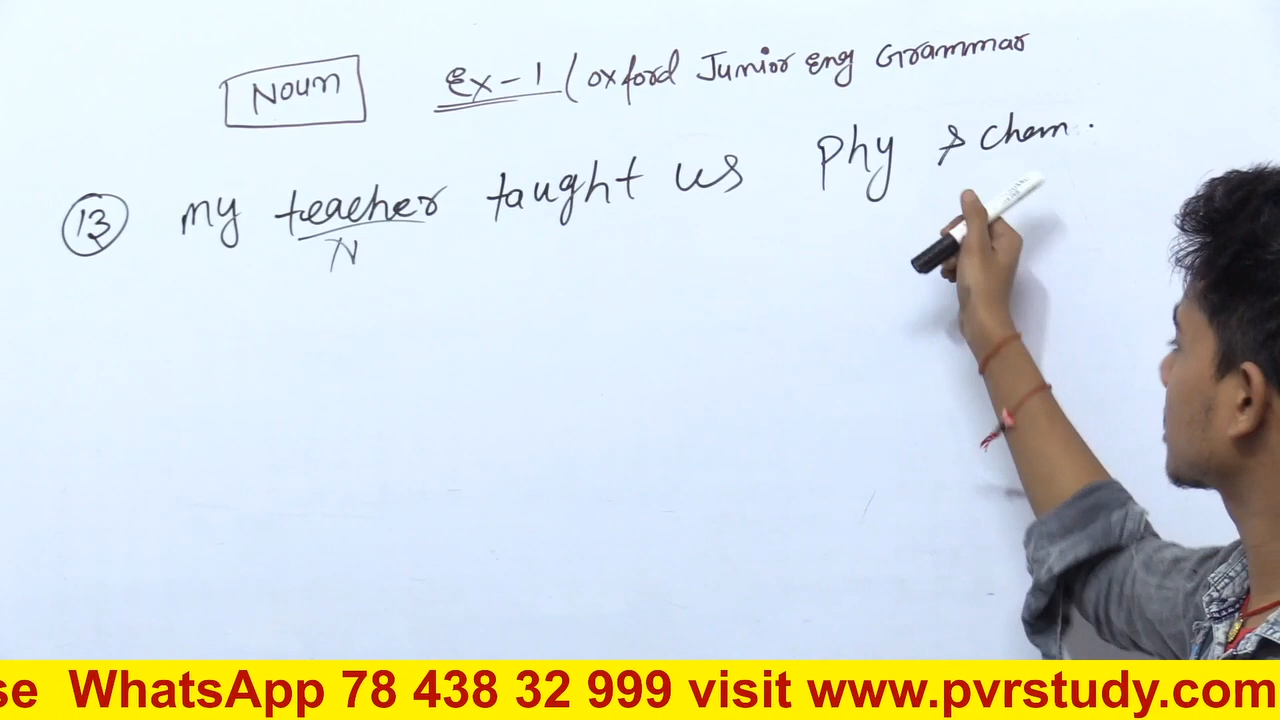 Noun Ex-1 (Oxford Junior Eng Grammar
13 my teacher taught us Phy & Chem.
N
se WhatsApp 78 438 32 999 visit www.pvrstudy.com